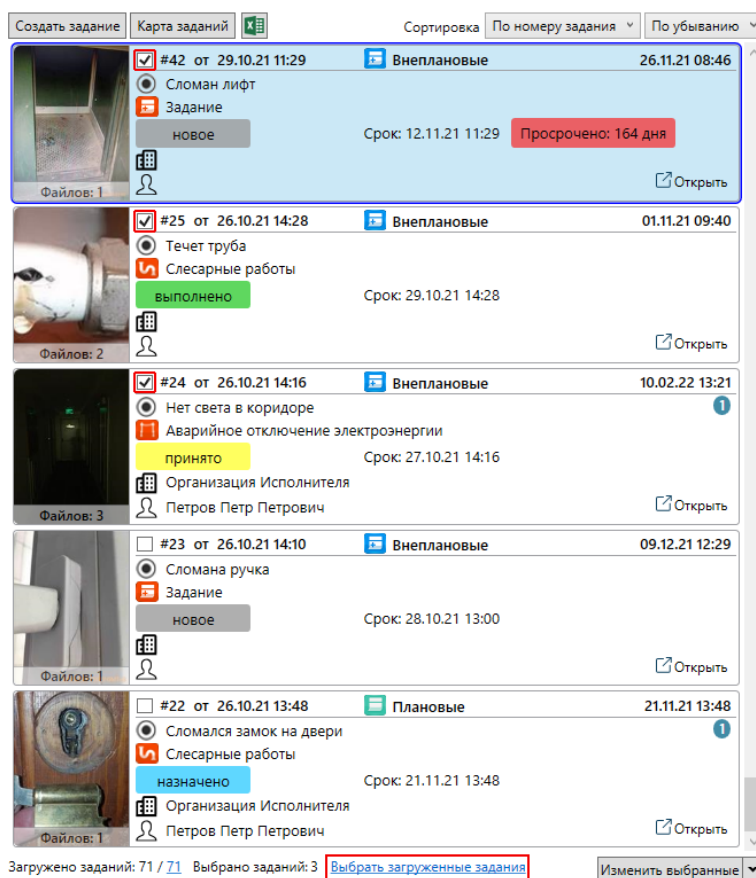 Создать задание Карта заданий Сортировка По номеру задания По убыванию
#42 от 29.10.21 11:29 Внеплановые 26.11.21 08:46
Сломан лифт
Задание
новое Срок: 12.11.21 11:29 Просрочено: 164 дня
Файлов: 1 Открыть
#25 от 26.10.21 14:28 Внеплановые 01.11.21 09:40
Течет труба
Слесарные работы
выполнено Срок: 29.10.21 14:28
Файлов: 2 Открыть
#24 от 26.10.21 14:16 Внеплановые 10.02.22 13:21
Нет света в коридоре 1
Аварийное отключение электроэнергии
принято Срок: 27.10.21 14:16
Организация Исполнителя
Файлов: 3 Петров Петр Петрович Открыть
#23 от 26.10.21 14:10 Внеплановые 09.12.21 12:29
Сломана ручка
Задание
новое Срок: 28.10.21 13:00
Файлов: 1 Открыть
#22 от 26.10.21 13:48 Плановые 21.11.21 13:48
Сломался замок на двери 1
Слесарные работы
назначено Срок: 21.11.21 13:48
Организация Исполнителя
Файлов: 1 Петров Петр Петрович Открыть
Загружено заданий: 71 / 71 Выбрано заданий: 3 Выбрать загруженные задания Изменить выбранные